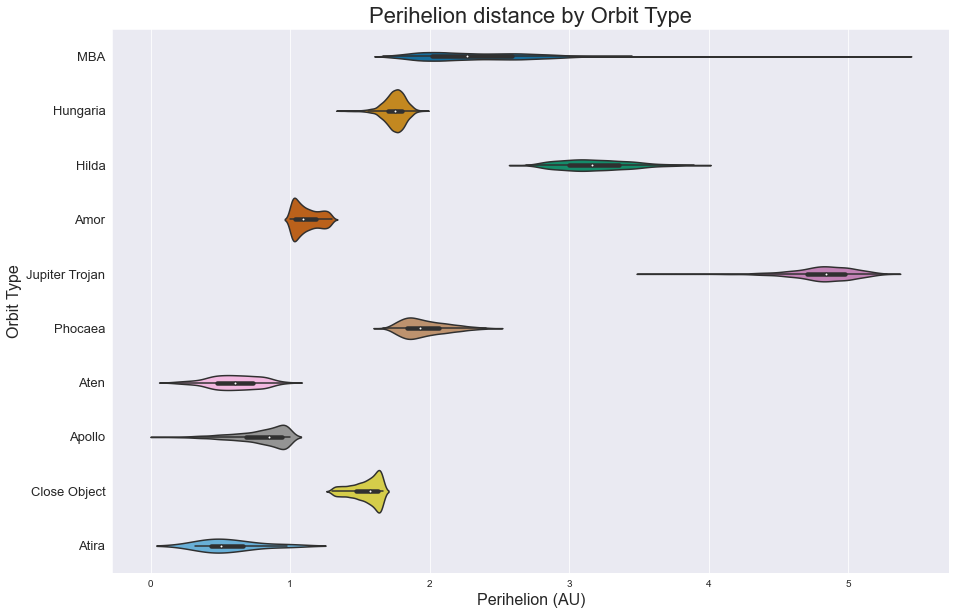 Perihelion distance by Orbit Type
Orbit Type
MBA
Hungaria
Hilda
Amor
Jupiter Trojan
Phocaea
Aten
Apollo
Close Object
Atira
0 1 2 3 4 5
Perihelion (AU)